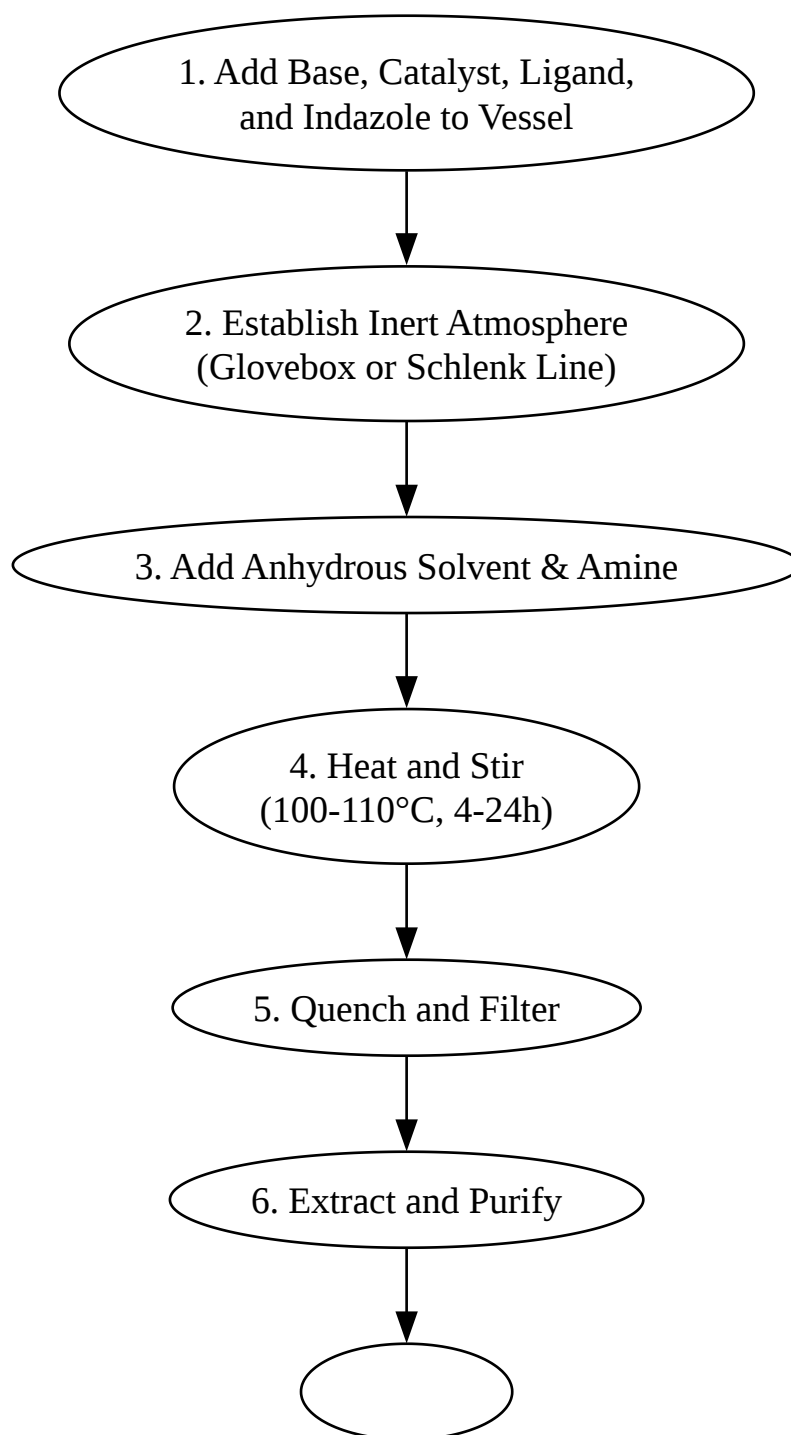 1. Add Base, Catalyst, Ligand,
and Indazole to Vessel
2. Establish Inert Atmosphere
(Glovebox or Schlenk Line)
3. Add Anhydrous Solvent & Amine
4. Heat and Stir
(100-110°C, 4-24h)
5. Quench and Filter
6. Extract and Purify